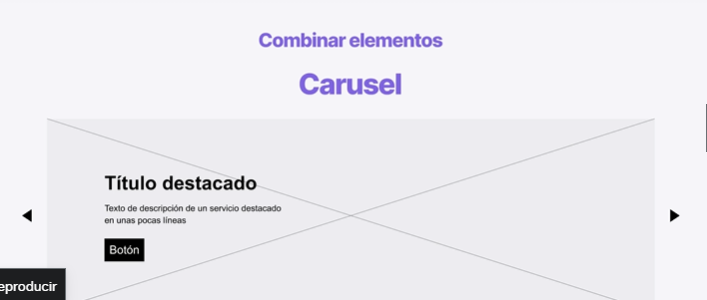 Combinar elementos
Carusel
Título destacado
Texto de descripción de un servicio destacado
en unas pocas líneas
Botón
eproducir